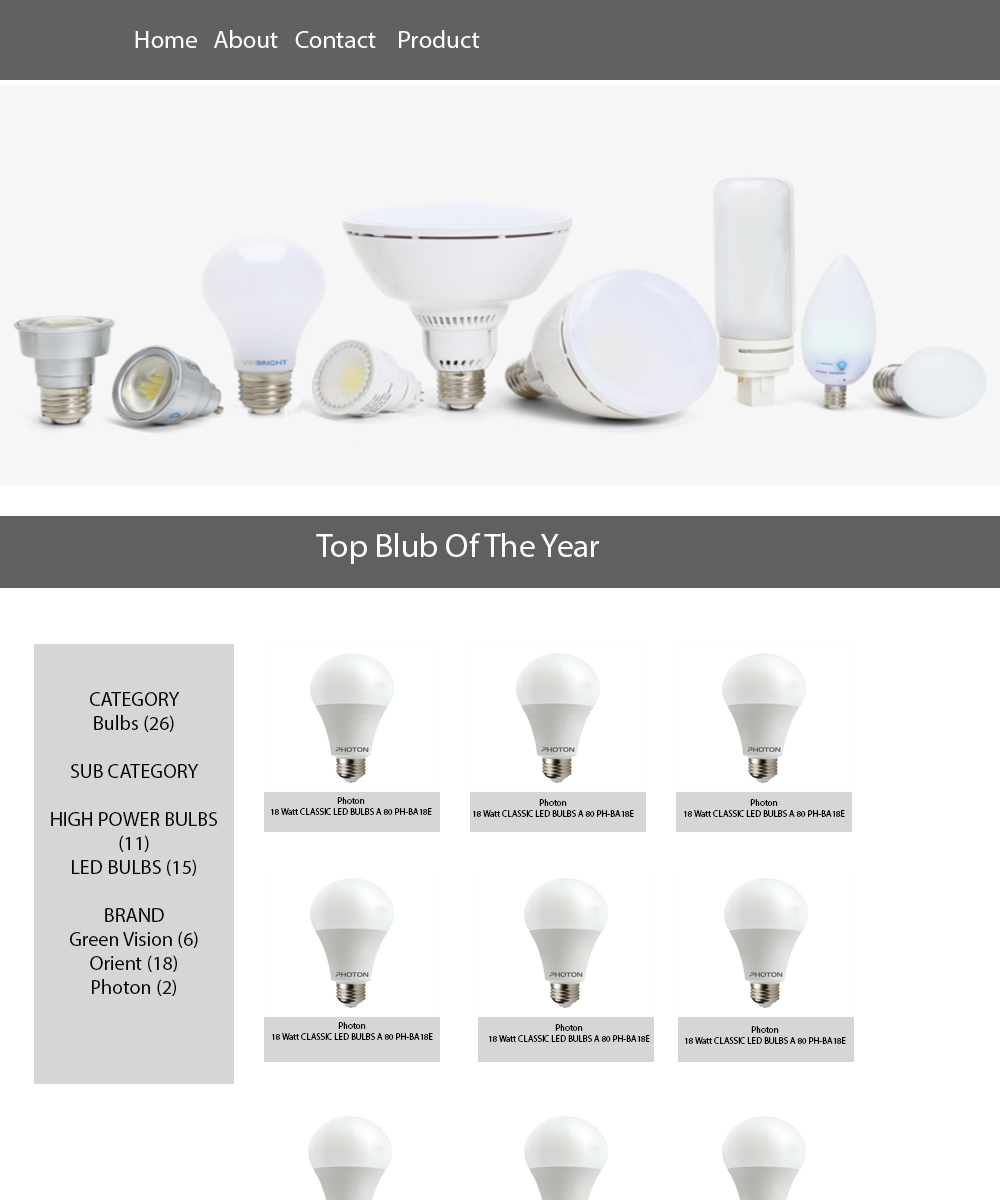 Home About Contact Product
VIRIBRIGHT
Top Blub Of The Year
CATEGORY
Bulbs (26)
SUB CATEGORY
HIGH POWER BULBS
(11)
LED BULBS (15)
BRAND
Green Vision (6)
Orient (18)
Photon (2)
PHOTON
PHOTON
PHOTON
Photon
18 Watt CLASSIC LED BULBS A 80 PH-BA18E
Photon
18 Watt CLASSIC LED BULBS A 80 PH-BA18E
Photon
18 Watt CLASSIC LED BULBS A 80 PH-BA18E
PHOTON
PHOTON
PHOTON
Photon
18 Watt CLASSIC LED BULBS A 80 PH-BA18E
Photon
18 Watt CLASSIC LED BULBS A 80 PH-BA18E
Photon
18 Watt CLASSIC LED BULBS A 80 PH-BA18E